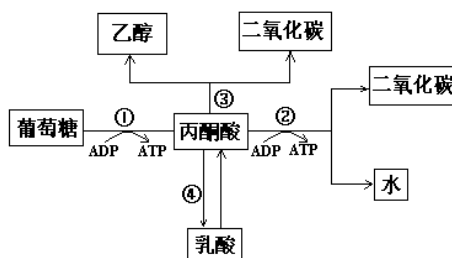 乙醇
二氧化碳
③
二氧化碳
葡萄糖
①
ADP
ATP
丙酮酸
②
ADP
ATP
④
水
乳酸